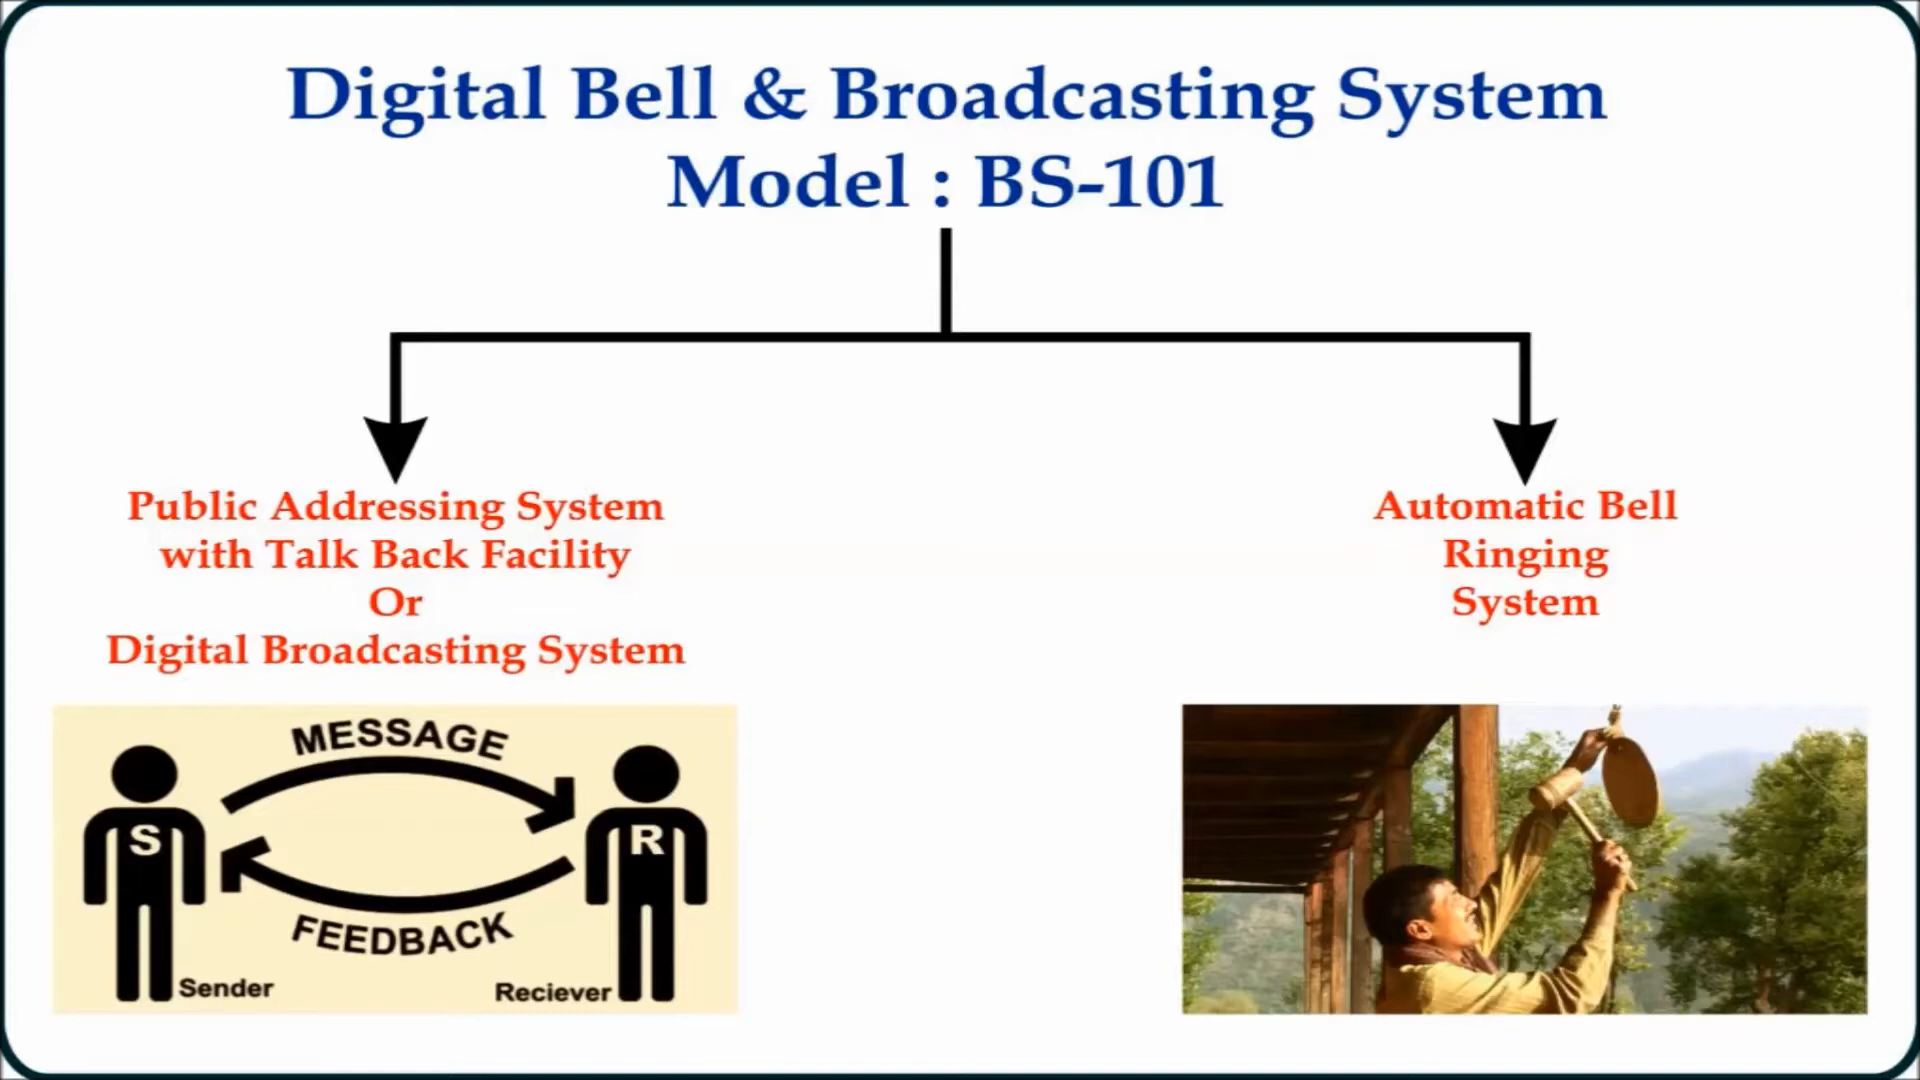 Digital Bell & Broadcasting System
Model : BS-101
Public Addressing System
with Talk Back Facility
Or
Digital Broadcasting System
Automatic Bell
Ringing
System
MESSAGE
S
R
FEEDBACK
Sender
Reciever